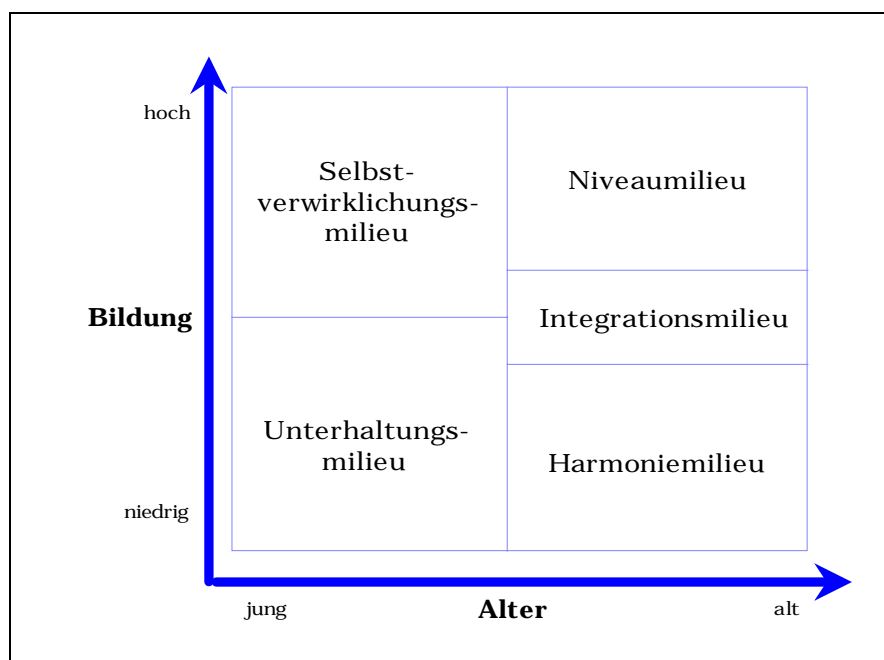 hoch
Selbst-
verwirklichungs-
milieu
Niveaumilieu
Bildung
Integrationsmilieu
Unterhaltungs-
milieu
Harmoniemilieu
niedrig
jung
Alter
alt